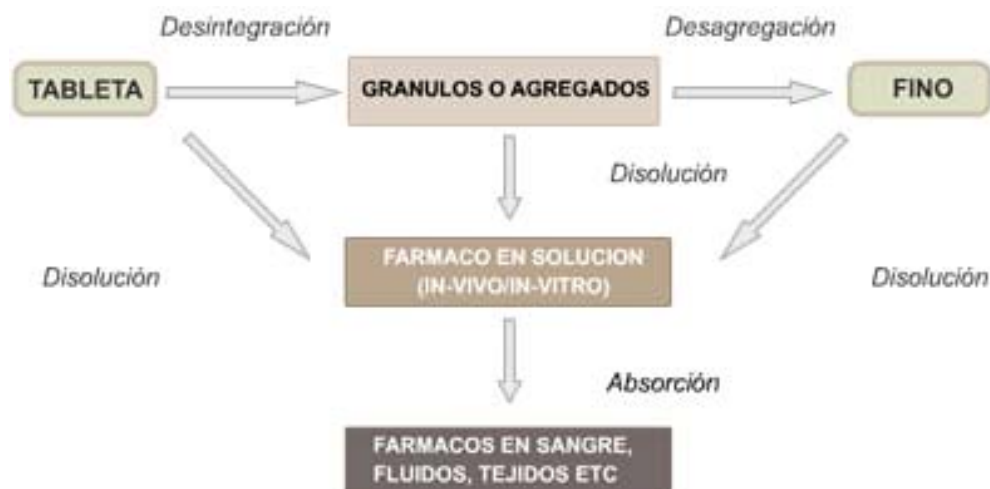 Desintegración
Desagregación
TABLETA
GRANULOS O AGREGADOS
FINO
Disolución
FARMACO EN SOLUCION
(IN-VIVO/IN-VITRO)
Disolución
Disolución
Absorción
FARMACOS EN SANGRE,
FLUIDOS, TEJIDOS ETC